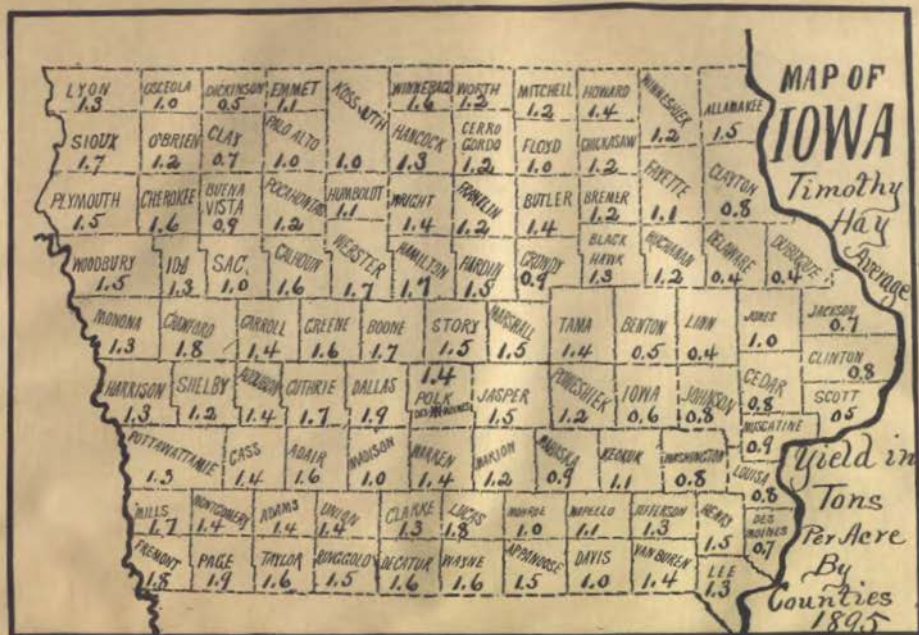 MAP OF
IOWA
Timothy
Hay
Average
Yield in
Tons
Per Acre
By
Counties
1895
LYON
1.3
OSCEOLA
1.0
DICKINSON
0.5
EMMET
1.1
KOSSUTH
1.0
WINNEBAGO
1.6
WORTH
1.2
MITCHELL
1.2
HOWARD
1.4
WINNESHIEK
1.2
ALLAMAKEE
1.5
SIOUX
1.7
O'BRIEN
1.2
CLAY
0.7
PALO ALTO
1.0
HANCOCK
1.3
CERRO
GORDO
1.2
FLOYD
1.0
CHICKASAW
1.2
FAYETTE
1.1
CLAYTON
0.8
PLYMOUTH
1.5
CHEROKEE
1.6
BUENA
VISTA
0.9
POCAHONTAS
1.2
HUMBOLDT
1.1
WRIGHT
1.4
FRANKLIN
1.2
BUTLER
1.4
BREMER
1.2
WOODBURY
1.5
IDA
1.3
SAC
1.0
CALHOUN
1.6
WEBSTER
1.7
HAMILTON
1.7
HARDIN
1.5
GRUNDY
0.9
BLACK
HAWK
1.3
BUCHANAN
1.2
DELAWARE
0.4
DUBUQUE
0.4
MONONA
1.3
CRAWFORD
1.8
CARROLL
1.4
GREENE
1.6
BOONE
1.7
STORY
1.5
MARSHALL
1.5
TAMA
1.4
BENTON
0.5
LINN
0.4
JONES
1.0
JACKSON
0.7
CLINTON
0.8
HARRISON
1.3
SHELBY
1.2
AUDUBON
1.4
GUTHRIE
1.7
DALLAS
1.9
1.4
POLK
DES MOINES
JASPER
1.5
POWESHIEK
1.2
IOWA
0.6
JOHNSON
0.8
CEDAR
0.8
SCOTT
0.5
MUSCATINE
0.9
POTTAWATTAMIE
1.3
CASS
1.4
ADAIR
1.6
MADISON
1.0
WARREN
1.4
MARION
1.2
MAHASKA
0.9
KEOKUK
1.1
WASHINGTON
0.8
LOUISA
0.8
MILLS
1.7
MONTGOMERY
1.4
ADAMS
1.4
UNION
1.4
CLARKE
1.3
LUCAS
1.8
MONROE
1.0
WAPELLO
1.1
JEFFERSON
1.3
HENRY
1.5
DES
MOINES
0.7
FREMONT
1.8
PAGE
1.9
TAYLOR
1.6
RINGGOLD
1.5
DECATUR
1.6
WAYNE
1.6
APPANOOSE
1.5
DAVIS
1.0
VAN BUREN
1.4
LEE
1.3